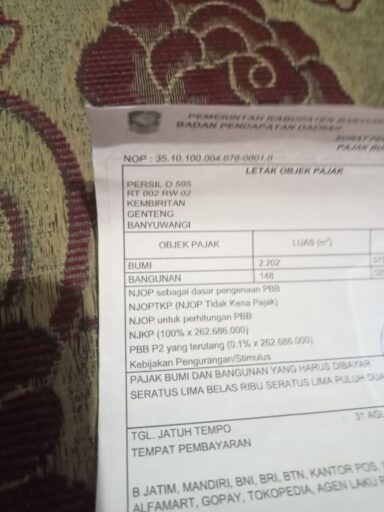 PEMERINTAH KABUPATEN
BADAN PENDAPATAN DAERAH
SURAT
PAJAK
NOP : 35.10.100.004.076-0001.0
LETAK OBJEK PAJAK
PERSIL D 595
RT 002 RW 02
KEMBIRITAN
GENTENG
BANYUWANGI
OBJEK PAJAK LUAS (m²)
BUMI 2.202
BANGUNAN 148
NJOP sebagai dasar pengenaan PBB
NJOPTKP (NJOP Tidak Kena Pajak)
NJOP untuk perhitungan PBB
NJKP (100% x 262.686.000)
PBB P2 yang terutang (0.1% x 262.686.000)
Kebijakan Pengurangan/Stimulus
PAJAK BUMI DAN BANGUNAN YANG HARUS DIBAYAR
SERATUS LIMA BELAS RIBU SERATUS LIMA PULUH
TGL. JATUH TEMPO : 31
TEMPAT PEMBAYARAN
B JATIM, MANDIRI, BNI, BRI, BTN, KANTOR POS,
ALFAMART, GOPAY, TOKOPEDIA, AGEN LAKU